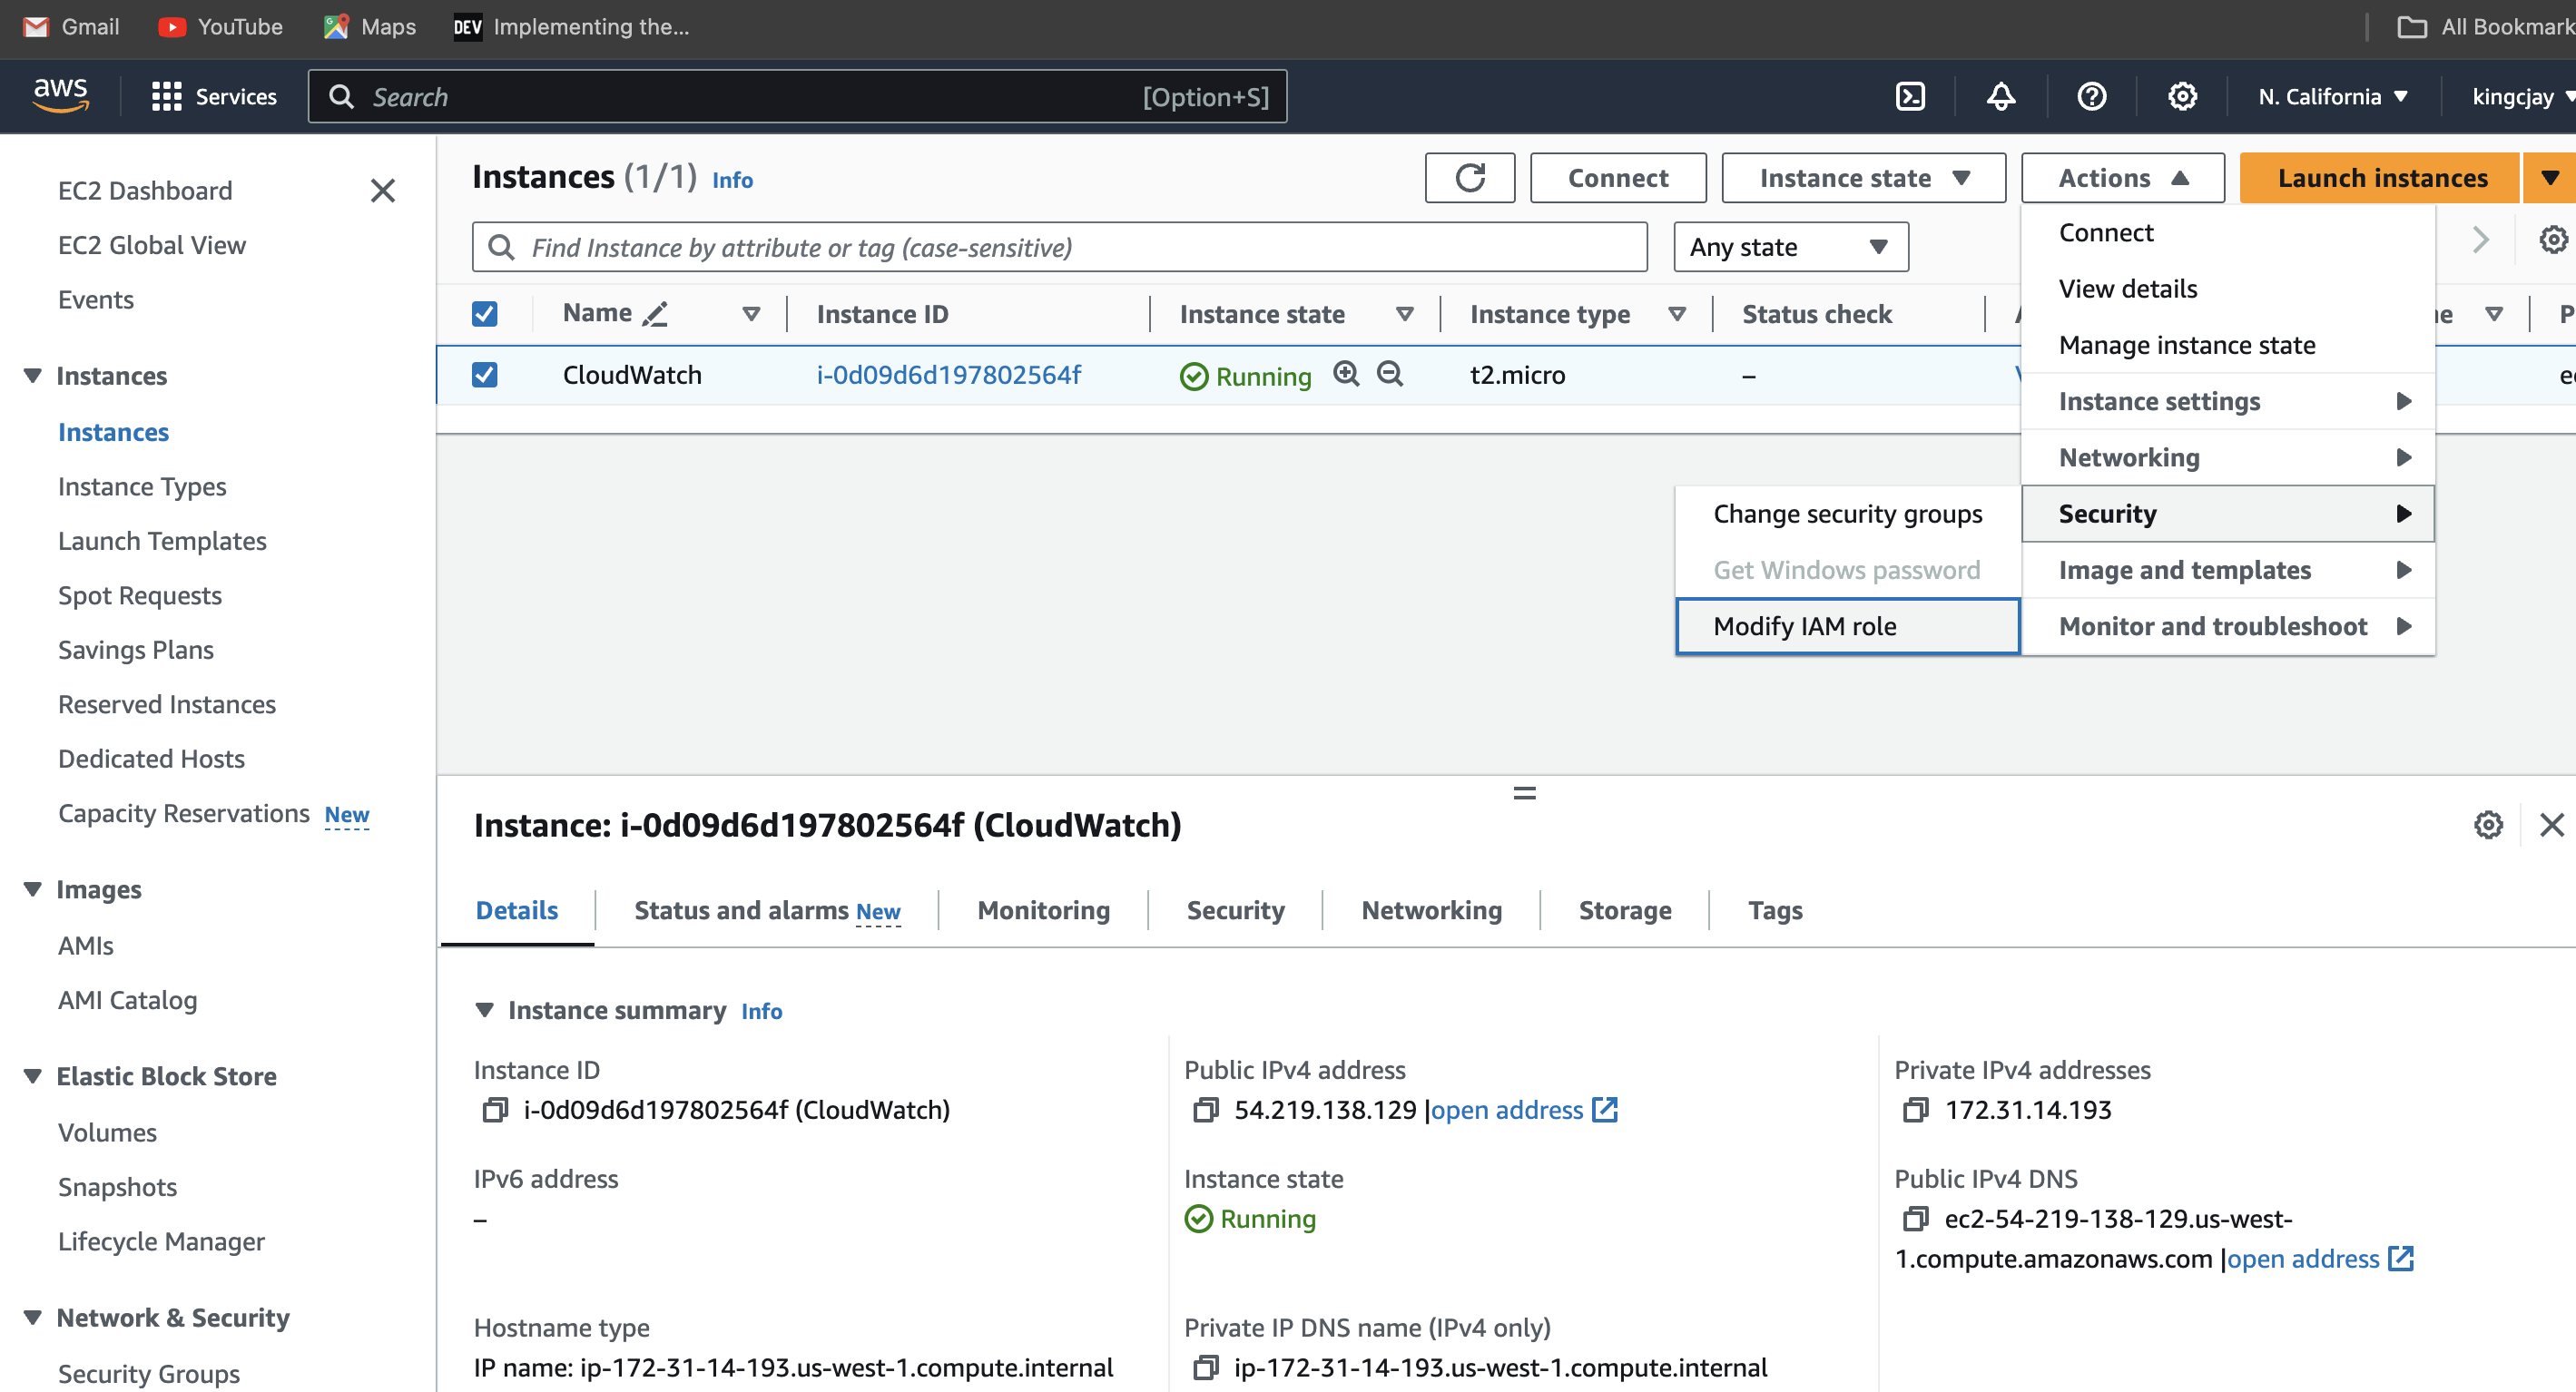 Gmail YouTube Maps DEV Implementing the... All Bookmark
aws Services Search [Option+S] N. California kingcjay
EC2 Dashboard
EC2 Global View
Events
Instances
Instances
Instance Types
Launch Templates
Spot Requests
Savings Plans
Reserved Instances
Dedicated Hosts
Capacity Reservations New
Images
AMIs
AMI Catalog
Elastic Block Store
Volumes
Snapshots
Lifecycle Manager
Network & Security
Security Groups
Instances (1/1) Info Connect Instance state Actions Launch instances
Find Instance by attribute or tag (case-sensitive) Any state
Name Instance ID Instance state Instance type Status check
CloudWatch i-0d09d6d197802564f Running t2.micro –
Connect
View details
Manage instance state
Instance settings
Networking
Security
Image and templates
Monitor and troubleshoot
Change security groups
Get Windows password
Modify IAM role
Instance: i-0d09d6d197802564f (CloudWatch)
Details Status and alarms New Monitoring Security Networking Storage Tags
Instance summary Info
Instance ID
i-0d09d6d197802564f (CloudWatch)
Public IPv4 address
54.219.138.129 |open address
Private IPv4 addresses
172.31.14.193
IPv6 address
–
Instance state
Running
Public IPv4 DNS
ec2-54-219-138-129.us-west-
1.compute.amazonaws.com |open address
Hostname type
IP name: ip-172-31-14-193.us-west-1.compute.internal
Private IP DNS name (IPv4 only)
ip-172-31-14-193.us-west-1.compute.internal